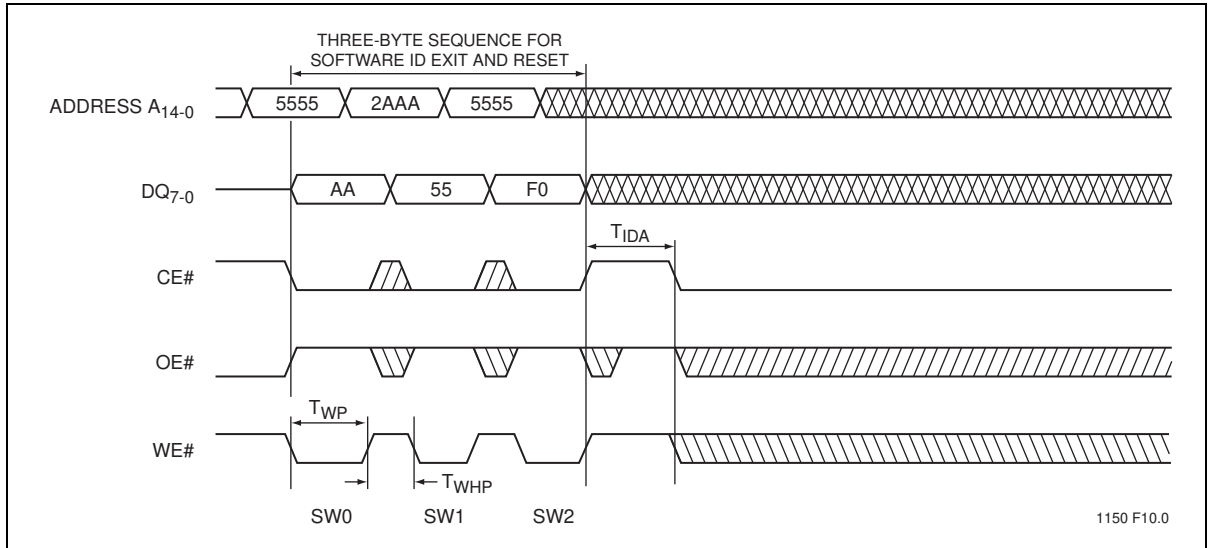 THREE-BYTE SEQUENCE FOR
SOFTWARE ID EXIT AND RESET
ADDRESS A14-0
5555
2AAA
5555
DQ7-0
AA
55
F0
TIDA
CE#
OE#
TWP
WE#
TWHP
SW0
SW1
SW2
1150 F10.0